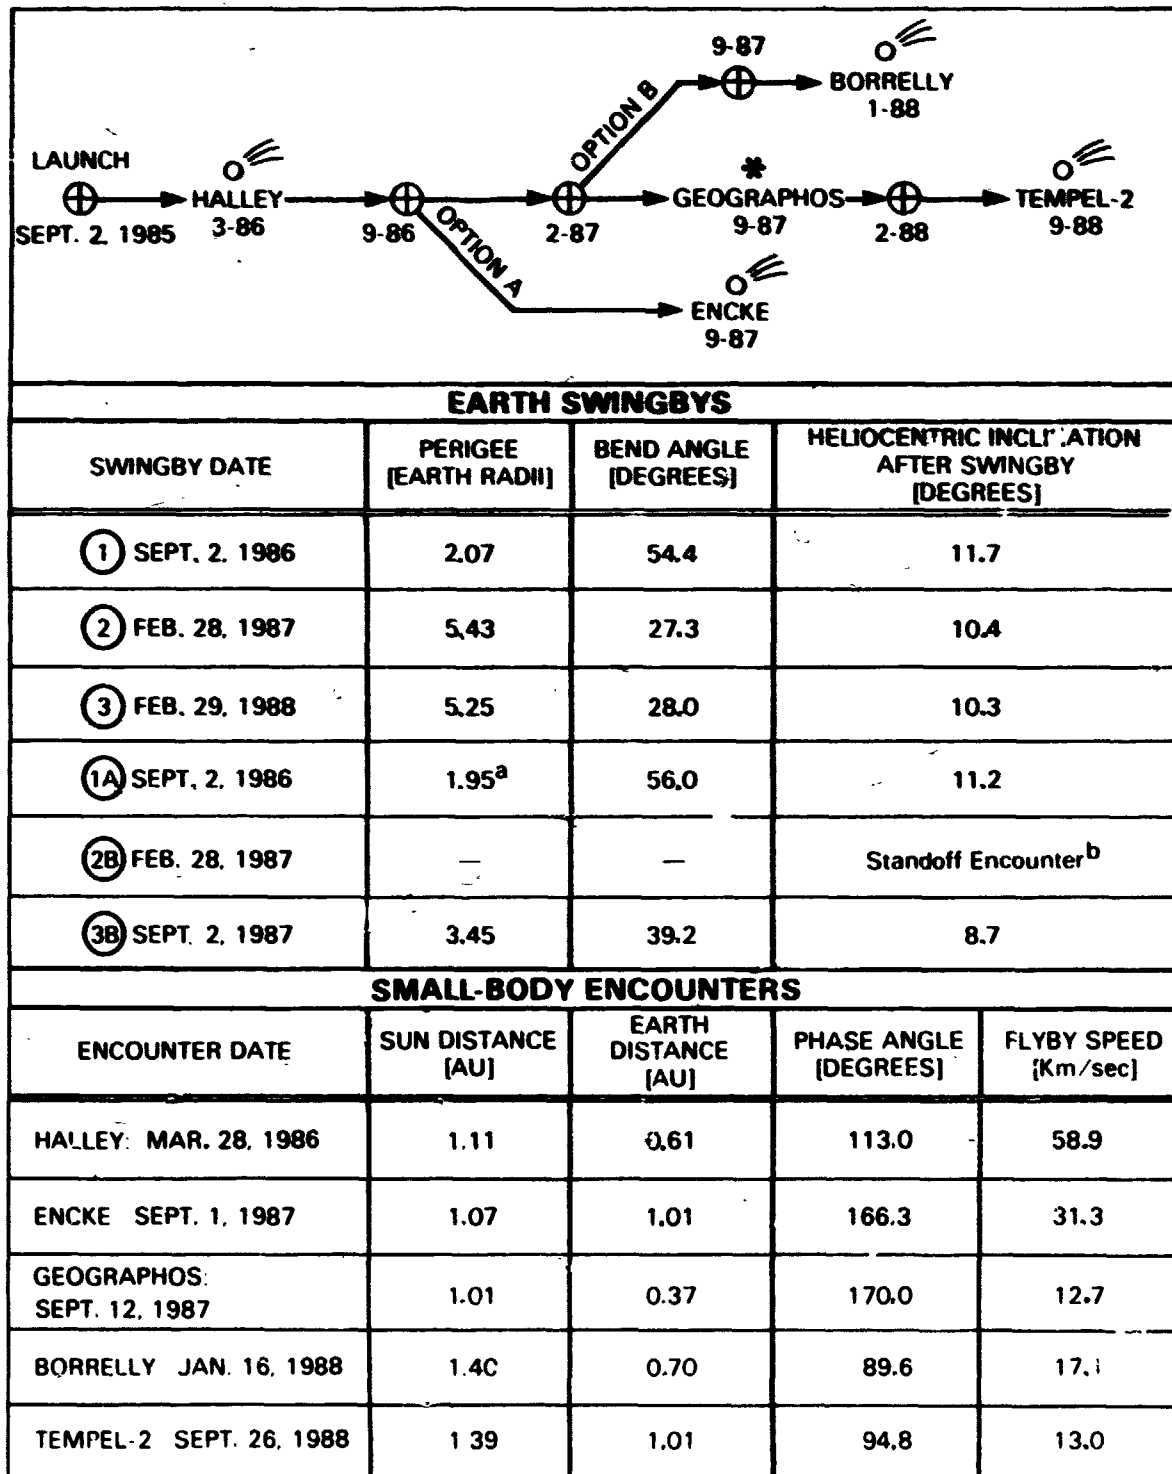 9-87
BORRELLY
1-88
OPTION B
LAUNCH
HALLEY
GEOGRAPHOS
TEMPEL-2
SEPT. 2, 1985
3-86
9-86
2-87
9-87
2-88
9-88
OPTION A
ENCKE
9-87
EARTH SWINGBYS
SWINGBY DATE
PERIGEE
[EARTH RADII]
BEND ANGLE
[DEGREES]
HELIOCENTRIC
AFTER SWINGBY
[DEGREES]
1 SEPT. 2, 1986 2.07 54.4 11.7
2 FEB. 28, 1987 5.43 27.3 10.4
3 FEB. 29, 1988 5.25 28.0 10.3
1A SEPT. 2, 1986 1.95a 56.0 11.2
2B FEB. 28, 1987 — — Standoff Encounterb
3B SEPT. 2, 1987 3.45 39.2 8.7
SMALL-BODY ENCOUNTERS
ENCOUNTER DATE
SUN DISTANCE
[AU]
EARTH
DISTANCE
[AU]
PHASE ANGLE
[DEGREES]
FLYBY SPEED
[Km/sec]
HALLEY: MAR. 28, 1986 1.11 0.61 113.0 58.9
ENCKE SEPT. 1, 1987 1.07 1.01 166.3 31.3
GEOGRAPHOS:
SEPT. 12, 1987 1.01 0.37 170.0 12.7
BORRELLY JAN. 16, 1988 1.40 0.70 89.6
TEMPEL-2 SEPT. 26, 1988 1 39 1.01 94.8 13.0